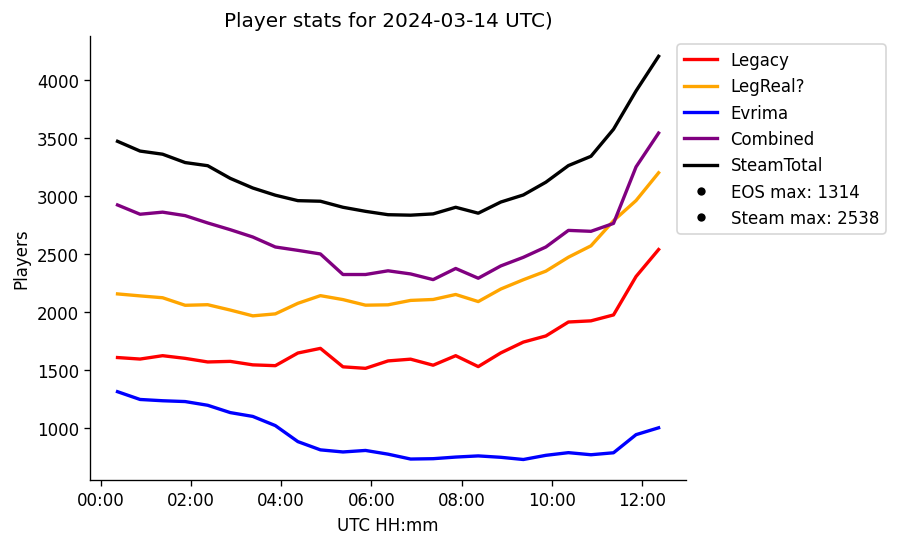 Player stats for 2024-03-14 UTC)
Legacy
LegReal?
Evrima
Combined
SteamTotal
EOS max: 1314
Steam max: 2538
Players
4000
3500
3000
2500
2000
1500
1000
00:00 02:00 04:00 06:00 08:00 10:00 12:00
UTC HH:mm